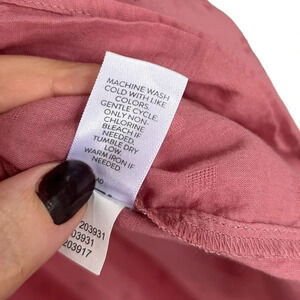 MACHINE WASH
COLD WITH LIKE
COLORS.
GENTLE CYCLE.
ONLY NON-
CHLORINE
BLEACH IF
NEEDED.
TUMBLE DRY
LOW
WARM IRON IF
NEEDED.
203931
03931
203917